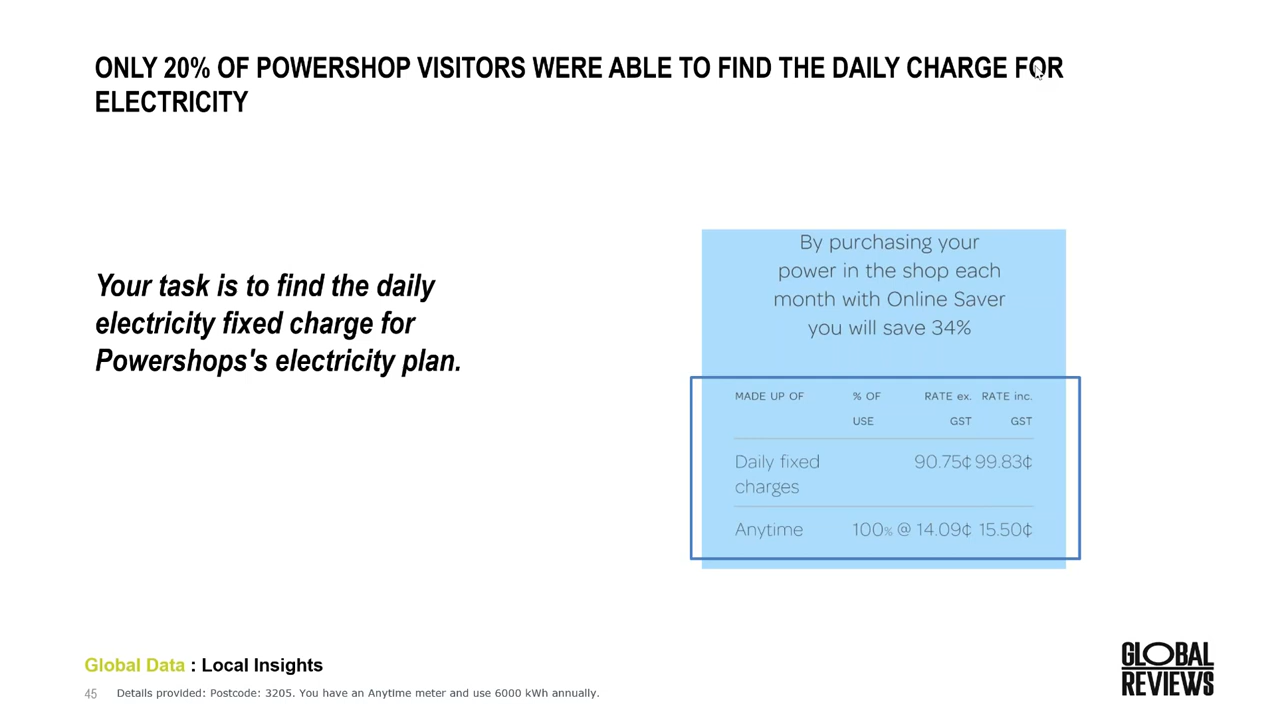 ONLY 20% OF POWERSHOP VISITORS WERE ABLE TO FIND THE DAILY CHARGE FOR
ELECTRICITY
Your task is to find the daily
electricity fixed charge for
Powershops's electricity plan.
By purchasing your
power in the shop each
month with Online Saver
you will save 34%
MADE UP OF % OF RATE ex. RATE inc.
USE GST GST
Daily fixed 90.75¢ 99.83¢
charges
Anytime 100% @ 14.09¢ 15.50¢
Global Data : Local Insights
45 Details provided: Postcode: 3205. You have an Anytime meter and use 6000 kWh annually.
GLOBAL
REVIEWS